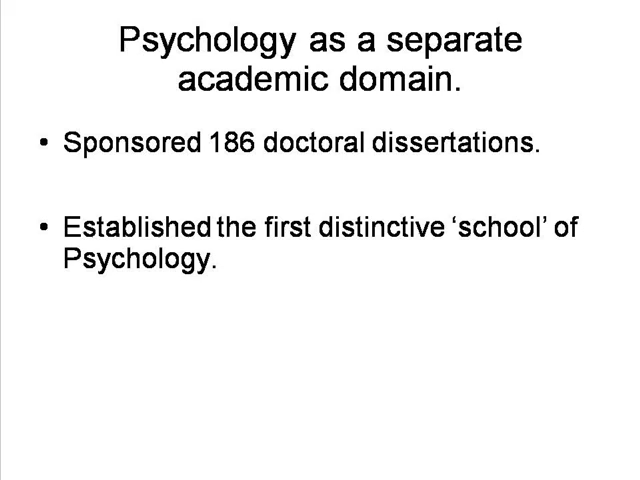 Psychology as a separate
academic domain.
• Sponsored 186 doctoral dissertations.
• Established the first distinctive ‘school’ of
Psychology.